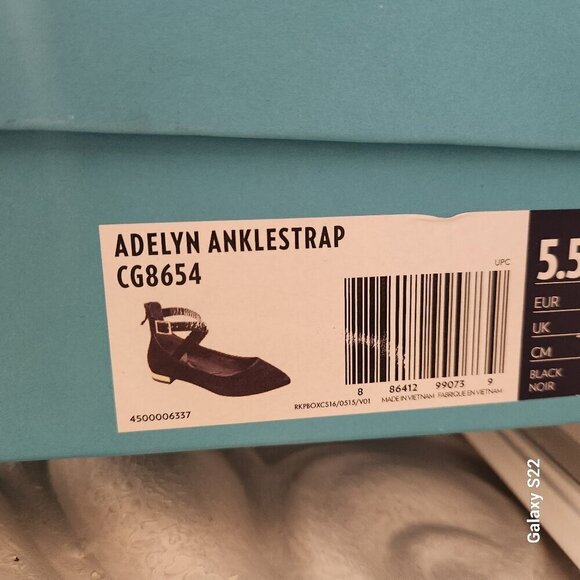 ADELYN ANKLESTRAP
CG8654
4500006337
UPC
8 86412 99073 9
RKPBOXCS16/0515/V01 MADE IN VIETNAM FABRIQUE EN VIETNAM
5.5
EUR
UK
CM
BLACK
NOIR
Galaxy S22